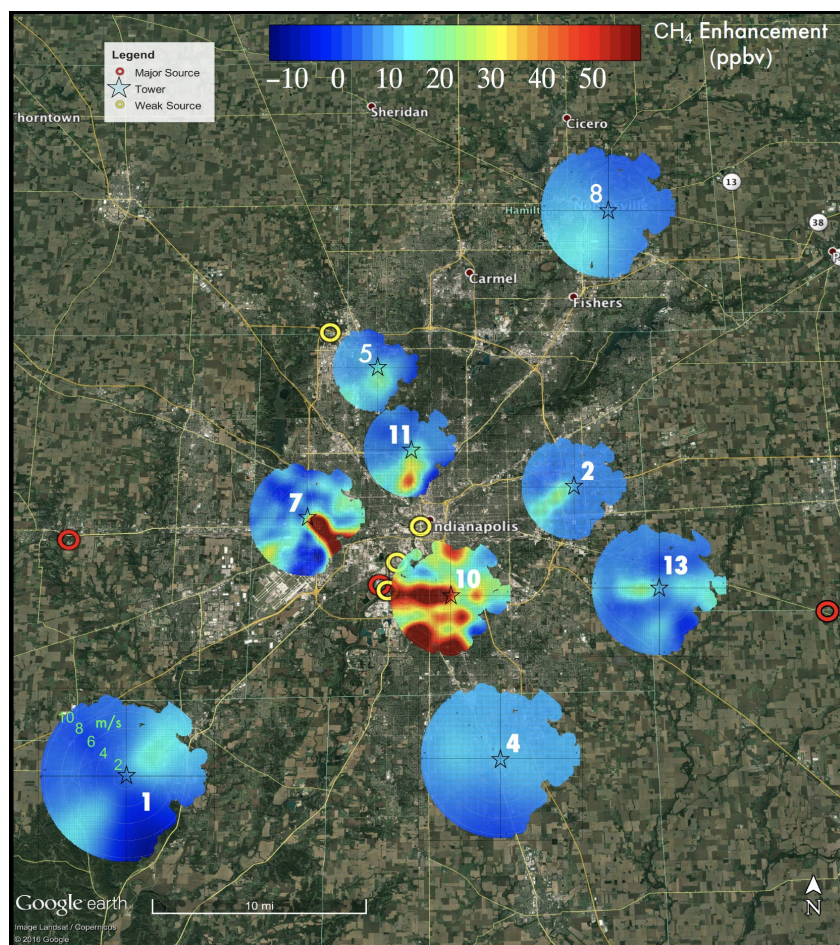 CH4 Enhancement
(ppbv)
−10 0 10 20 30 40 50
Legend
Major Source
Tower
Weak Source
Thorntown
Sheridan
Cicero
13
8
Hamilt
38
Carmel
Fishers
5
11
2
7
Indianapolis
10
13
10
8
m/s
6
4
2
4
1
Google earth
10 mi
N
Image Landsat / Copernicus
© 2016 Google